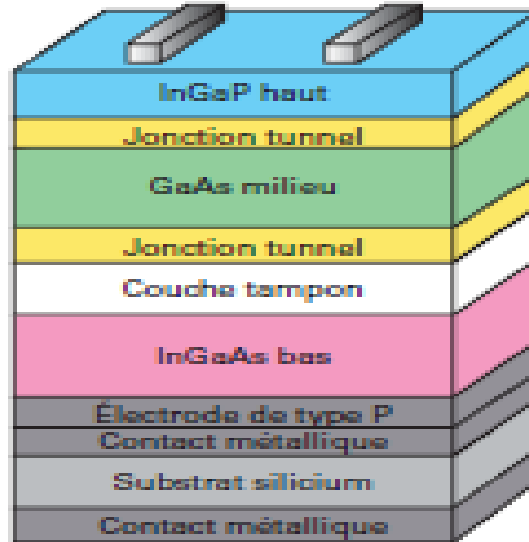 InGaP haut
Jonction tunnel
GaAs milieu
Jonction tunnel
Couche tampon
InGaAs bas
Électrode de type P
Contact métallique
Substrat silicium
Contact métallique